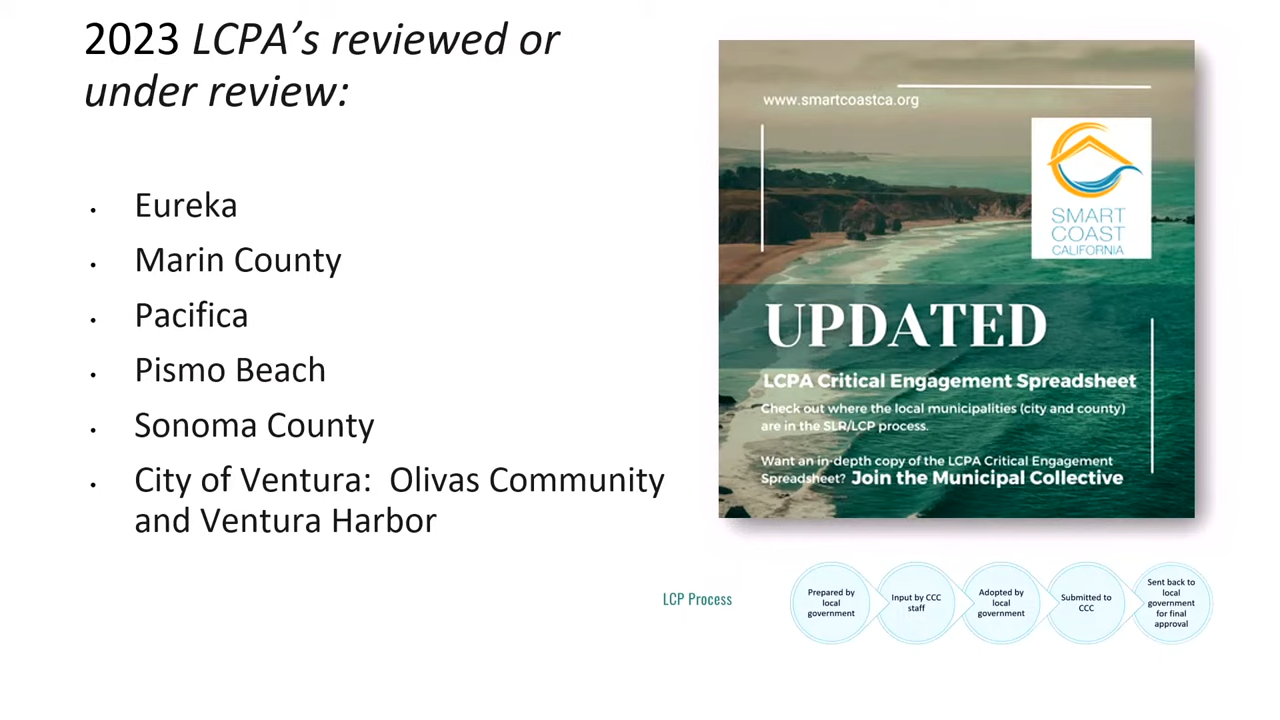 2023 LCPA’s reviewed or
under review:
• Eureka
• Marin County
• Pacifica
• Pismo Beach
• Sonoma County
• City of Ventura: Olivas Community
and Ventura Harbor
www.smartcoastca.org
SMART
COAST
CALIFORNIA
UPDATED
LCPA Critical Engagement Spreadsheet
Check out where the local municipalities (city and county)
are in the SLR/LCP process.
Want an in-depth copy of the LCPA Critical Engagement
Spreadsheet? Join the Municipal Collective
LCP Process
Prepared by
local
government
Input by CCC
staff
Adopted by
local
government
Submitted to
CCC
Sent back to
local
government
for final
approval